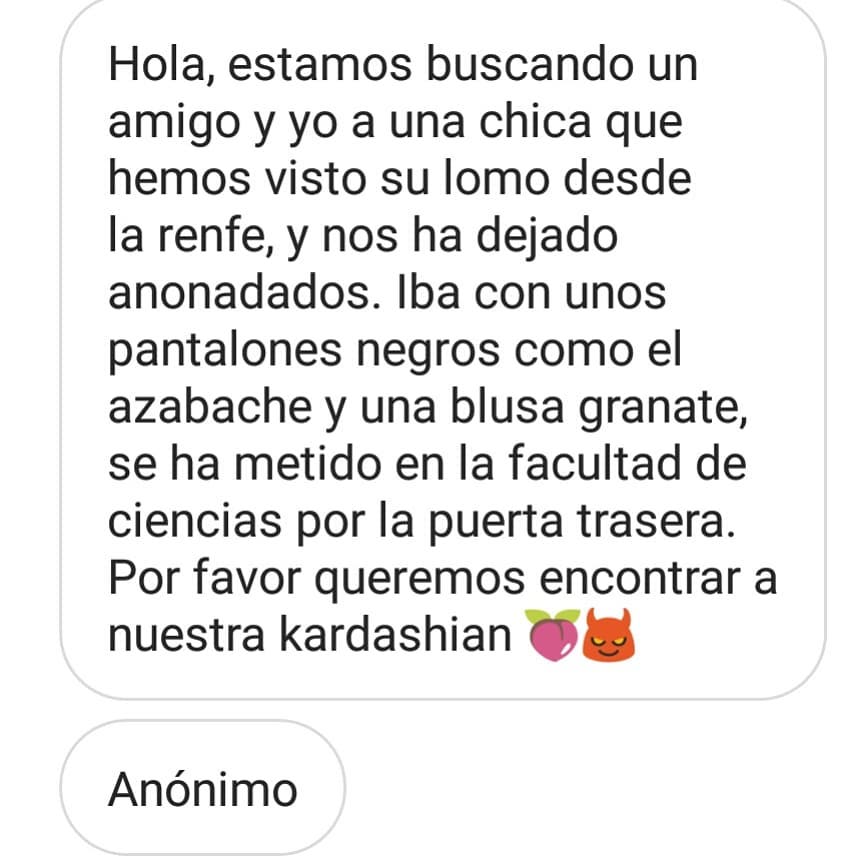 Hola, estamos buscando un
amigo y yo a una chica que
hemos visto su lomo desde
la renfe, y nos ha dejado
anonadados. Iba con unos
pantalones negros como el
azabache y una blusa granate,
se ha metido en la facultad de
ciencias por la puerta trasera.
Por favor queremos encontrar a
nuestra kardashian 🍑😈
Anónimo